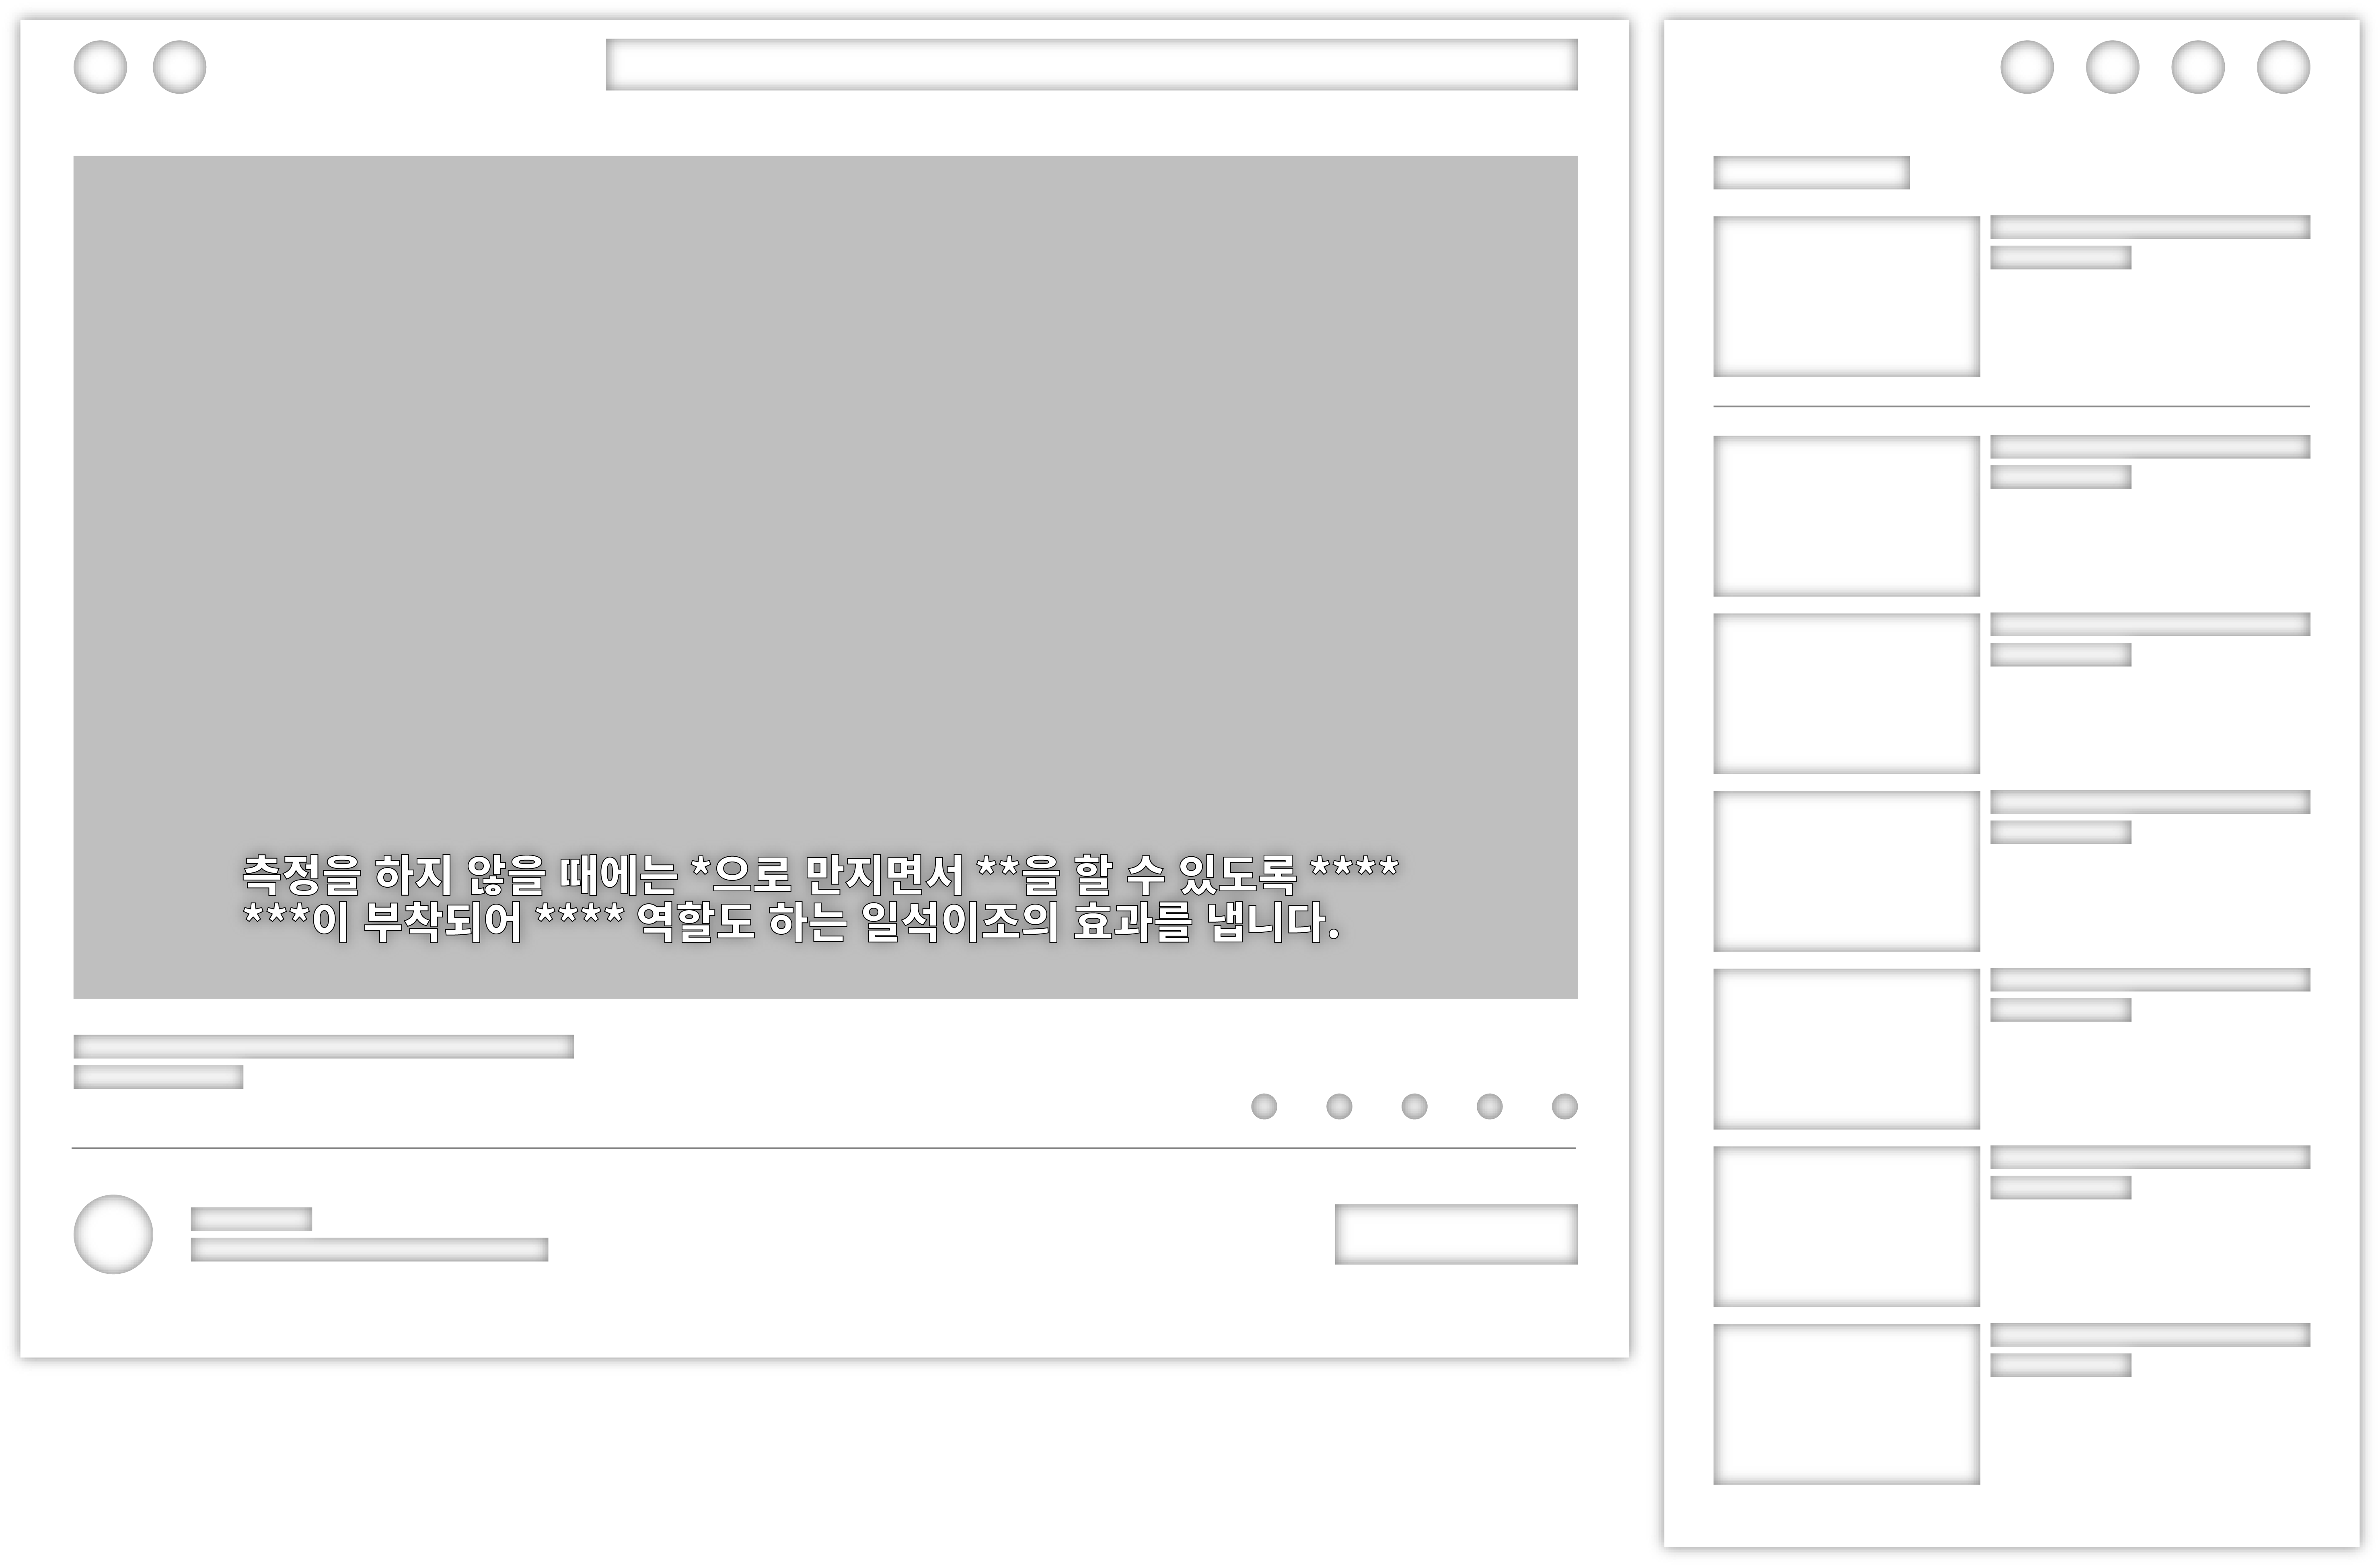 측정을 하지 않을 때에는 *으로 만지면서 **을 할 수 있도록 ****
***이 부착되어 **** 역할도 하는 일석이조의 효과를 냅니다.